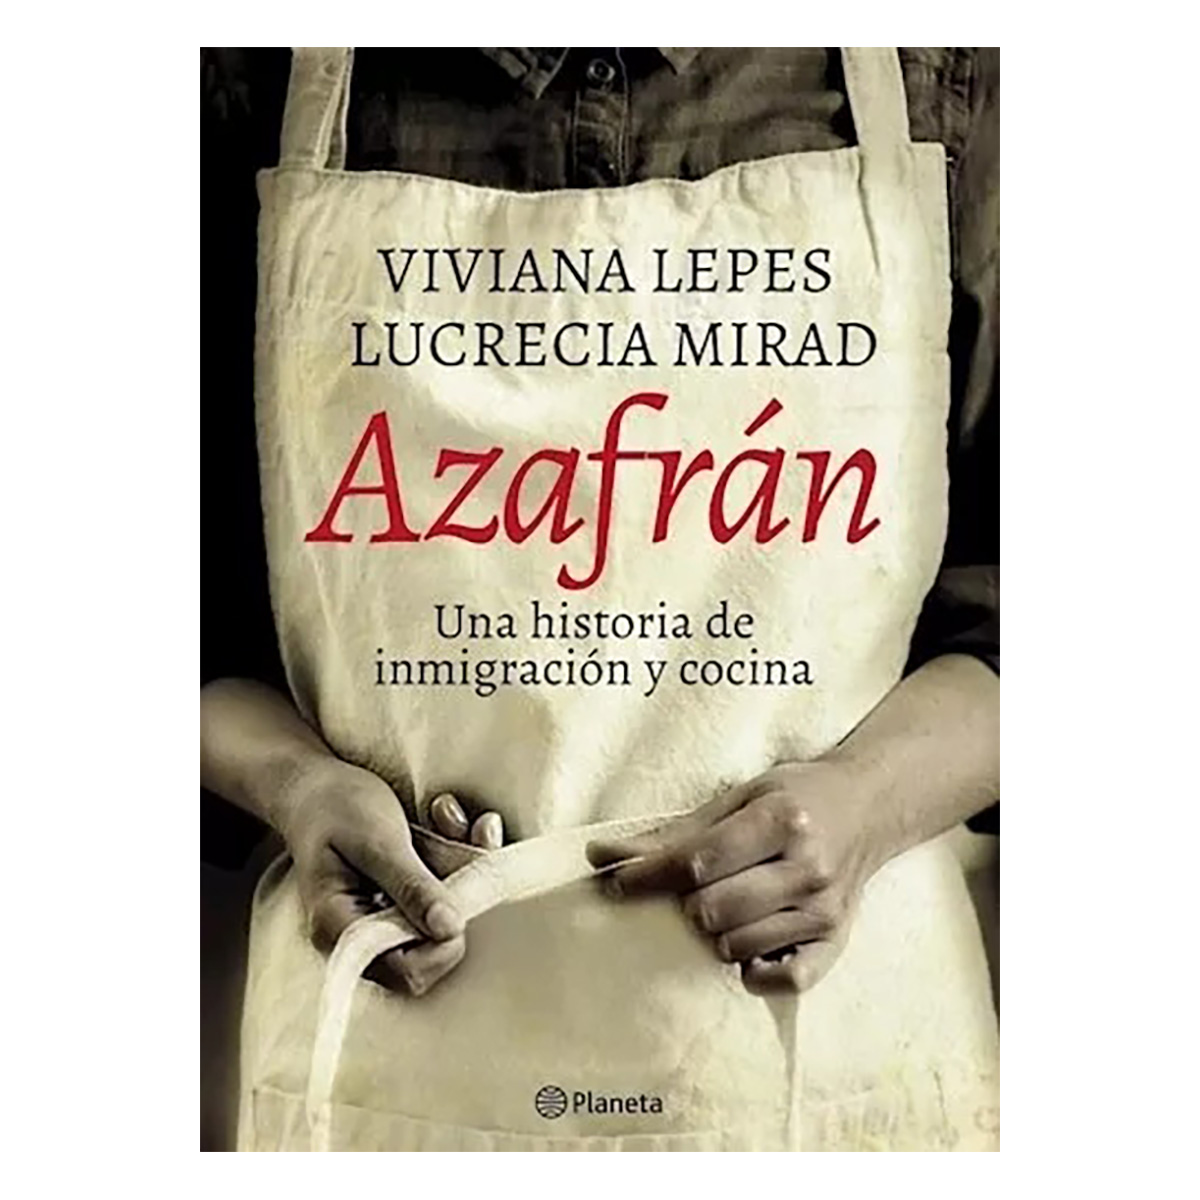 VIVIANA LEPES
LUCRECIA MIRAD
Azafrán
Una historia de
inmigración y cocina
Planeta